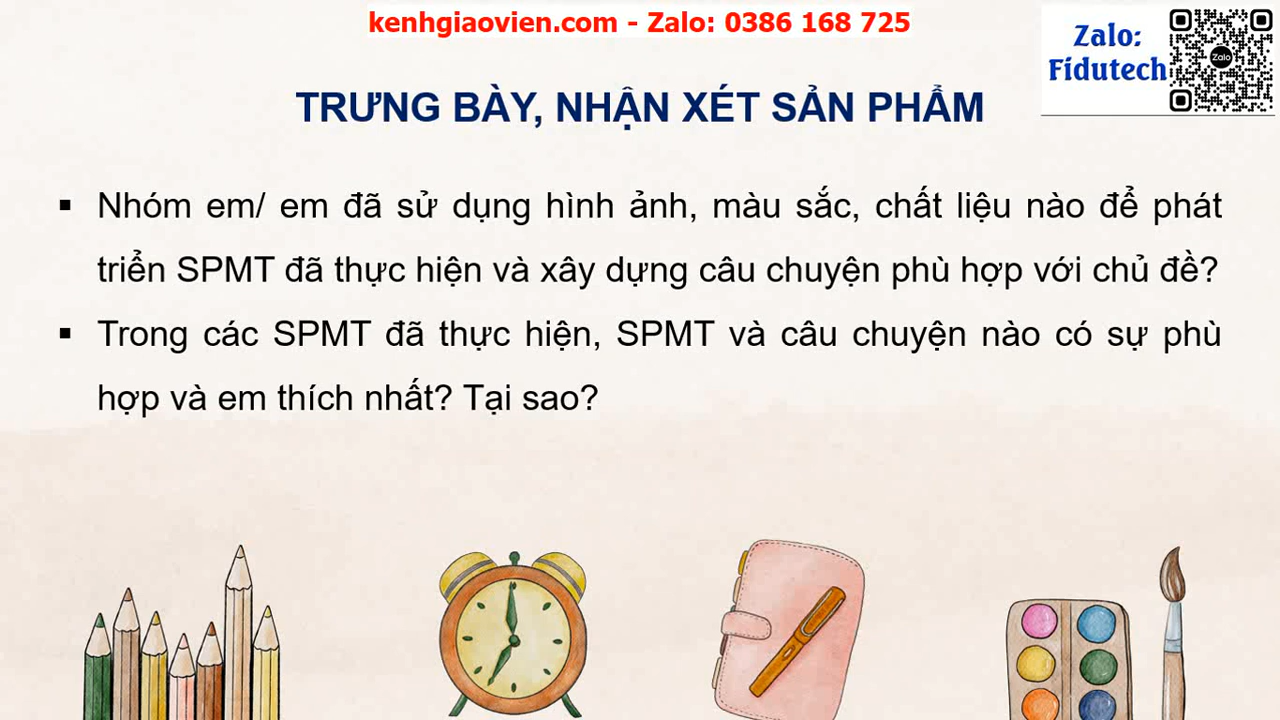 kenhgiaovien.com - Zalo: 0386 168 725
Zalo:
Fidutech
Zalo
TRƯNG BÀY, NHẬN XÉT SẢN PHẨM
▪ Nhóm em/ em đã sử dụng hình ảnh, màu sắc, chất liệu nào để phát
triển SPMT đã thực hiện và xây dựng câu chuyện phù hợp với chủ đề?
▪ Trong các SPMT đã thực hiện, SPMT và câu chuyện nào có sự phù
hợp và em thích nhất? Tại sao?